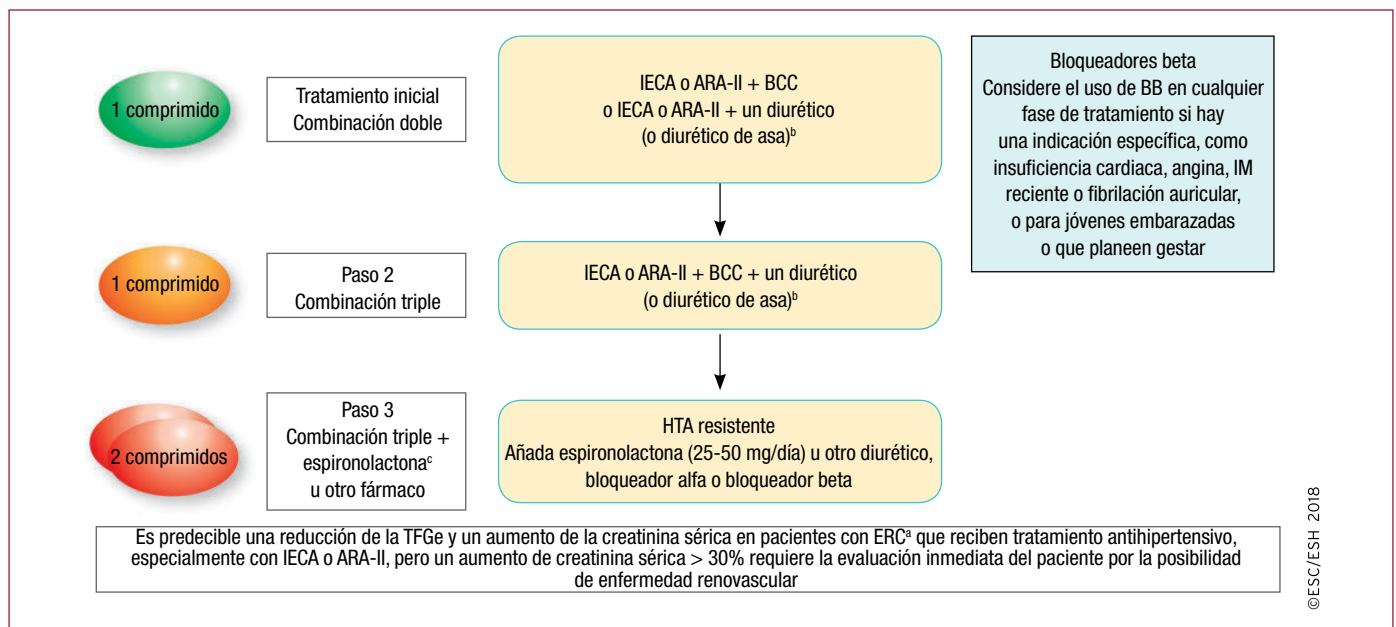 1 comprimido
Tratamiento inicial
Combinación doble
IECA o ARA-II + BCC
o IECA o ARA-II + un diurético
(o diurético de asa)ᵇ
Bloqueadores beta
Considere el uso de BB en cualquier
fase de tratamiento si hay
una indicación específica, como
insuficiencia cardiaca, angina, IM
reciente o fibrilación auricular,
o para jóvenes embarazadas
o que planeen gestar
1 comprimido
Paso 2
Combinación triple
IECA o ARA-II + BCC + un diurético
(o diurético de asa)ᵇ
2 comprimidos
Paso 3
Combinación triple +
espironolactonaᶜ
u otro fármaco
HTA resistente
Añada espironolactona (25-50 mg/día) u otro diurético,
bloqueador alfa o bloqueador beta
Es predecible una reducción de la TFGe y un aumento de la creatinina sérica en pacientes con ERCᵃ que reciben tratamiento antihipertensivo,
especialmente con IECA o ARA-II, pero un aumento de creatinina sérica > 30% requiere la evaluación inmediata del paciente por la posibilidad
de enfermedad renovascular
©ESC/ESH 2018